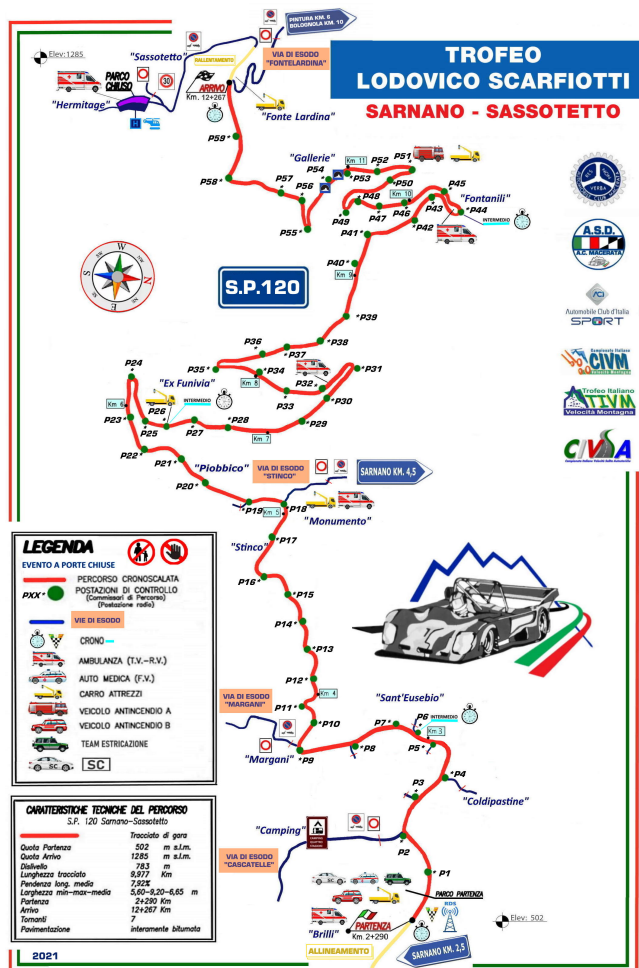 PINTURA KM. 6
BOLOGNOLA KM. 10
Elev:1285
"Sassotetto"
RALLENTAMENTO
VIA DI ESODO
"FONTELARDINA"
TROFEO
LODOVICO SCARFIOTTI
SARNANO - SASSOTETTO
PARCO
CHIUSO
30
"Hermitage"
H
ARRIVO
Km. 12+267
"Fonte Lardina"
P59*
"Gallerie"
Km 11
P52
P51
P54
P53
P58*
P57
P56
P50
P48
Km 10
P45
"Fontanili"
P49
P47
P46
P43
*P44
P55*
P41*
*P42
INTERMEDIO
A.S.D.
A.C. MACERATA
W
S
N
E
S.P.120
P40*
Km 9
ACI
Automobile Club d'Italia
SPORT
*P39
P36
*P38
P37
Campionato Italiano
CIVM
P24
P35*
*P34
*P31
"Ex Funivia"
Km 8
P32
P33
P30
Trofeo Italiano
TIVM
Velocità Montagna
Km 6
P26
INTERMEDIO
P23*
P25
P27
*P28
*P29
Km 7
CIVSA
P22*
P21*
"Piobbico"
VIA DI ESODO
"STINCO"
SARNANO KM. 4,5
P20*
*P19
Km 5
*P18
"Monumento"
"Stinco"
*P17
LEGENDA
EVENTO A PORTE CHIUSE
PERCORSO CRONOSCALATA
PXX*
POSTAZIONI DI CONTROLLO
(Commissari di Percorso)
(Postazione radio)
VIE DI ESODO
CRONO
AMBULANZA (T.V.-R.V.)
AUTO MEDICA (F.V.)
CARRO ATTREZZI
VEICOLO ANTINCENDIO A
VEICOLO ANTINCENDIO B
TEAM ESTRICAZIONE
SC
SC
P16*
*P15
P14*
*P13
P12*
Km 4
VIA DI ESODO
"MARGANI"
P11*
*P10
"Sant'Eusebio"
P7*
P6
INTERMEDIO
Km 3
*P8
P5*
"Margani"
*P9
*P4
"Coldipastine"
P3
"Camping"
P2
VIA DI ESODO
"CASCATELLE"
*P1
SC
PARCO PARTENZA
RDS
PARTENZA
Km. 2+290
"Brilli"
Elev: 502
ALLINEAMENTO
SARNANO KM. 2,5
CARATTERISTICHE TECNICHE DEL PERCORSO
S.P. 120 Sarnano-Sassotetto
Tracciato di gara
Quota Partenza 502 m s.l.m.
Quota Arrivo 1285 m s.l.m.
Dislivello 783 m
Lunghezza tracciato 9,977 Km
Pendenza long. media 7,92%
Larghezza min-max-media 5,60-9,20-6,65 m
Partenza 2+290 Km
Arrivo 12+267 Km
Tornanti 7
Pavimentazione interamente bitumata
2021